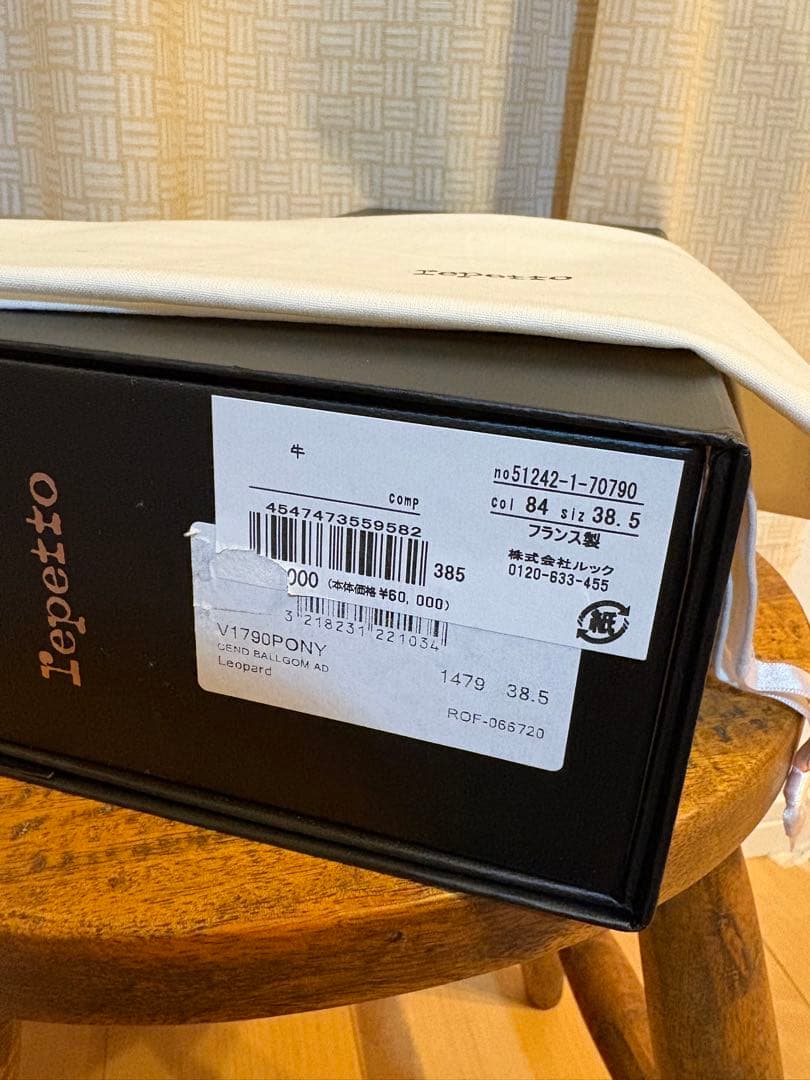 repetto
repetto
牛
comp
4547473559582
385
000 (本体価格 ¥60,000)
no51242-1-70790
col 84 siz 38.5
フランス製
株式会社ルック
0120-633-455
紙
3 218231 221034
V1790PONY
CEND BALLGOM AD
Leopard
1479 38.5
ROF-066720